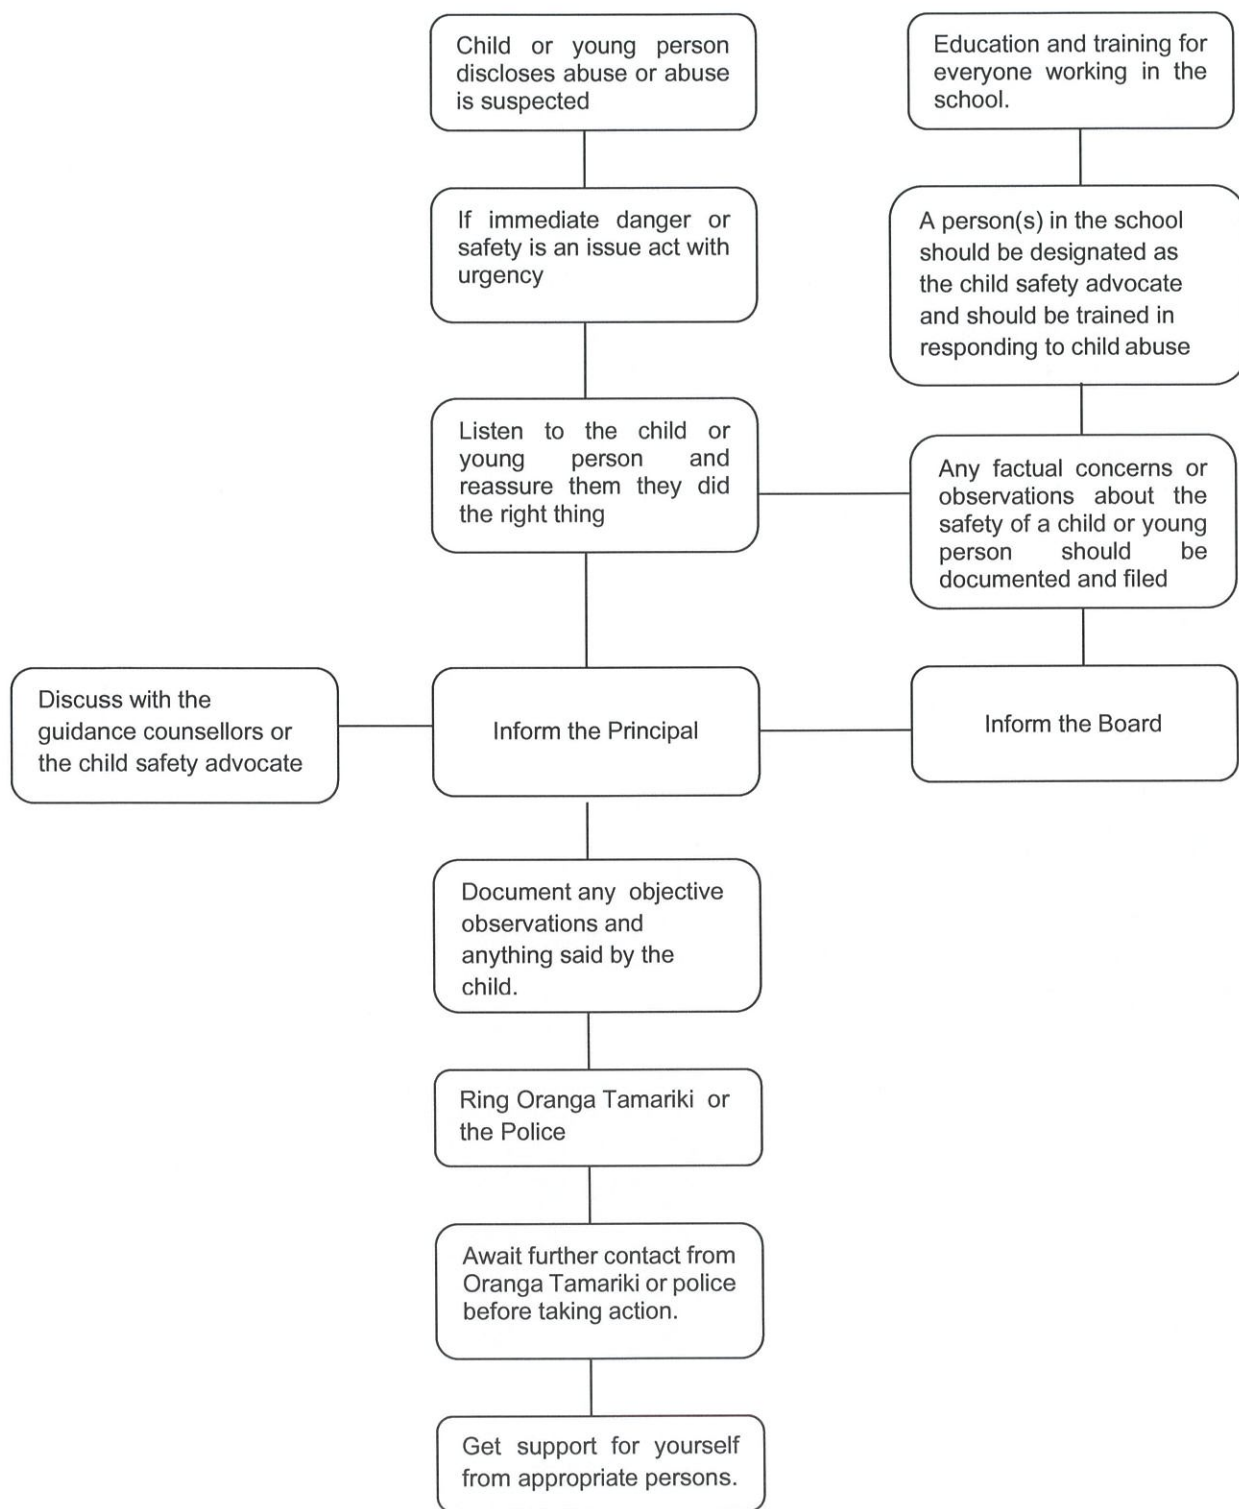 Child or young person
discloses abuse or abuse
is suspected
Education and training for
everyone working in the
school.
If immediate danger or
safety is an issue act with
urgency
A person(s) in the school
should be designated as
the child safety advocate
and should be trained in
responding to child abuse
Listen to the child or
young person and
reassure them they did
the right thing
Any factual concerns or
observations about the
safety of a child or young
person should be
documented and filed
Discuss with the
guidance counsellors or
the child safety advocate
Inform the Principal
Inform the Board
Document any objective
observations and
anything said by the
child.
Ring Oranga Tamariki or
the Police
Await further contact from
Oranga Tamariki or police
before taking action.
Get support for yourself
from appropriate persons.